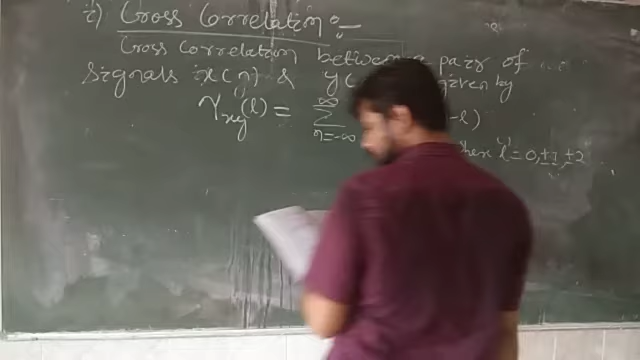 i) Cross Correlation :-
Cross correlation between a pair of
Signals x(n) & y( given by
γxy(l) = ∞ Σ n=-∞ -l)
where l = 0, ±1, ±2